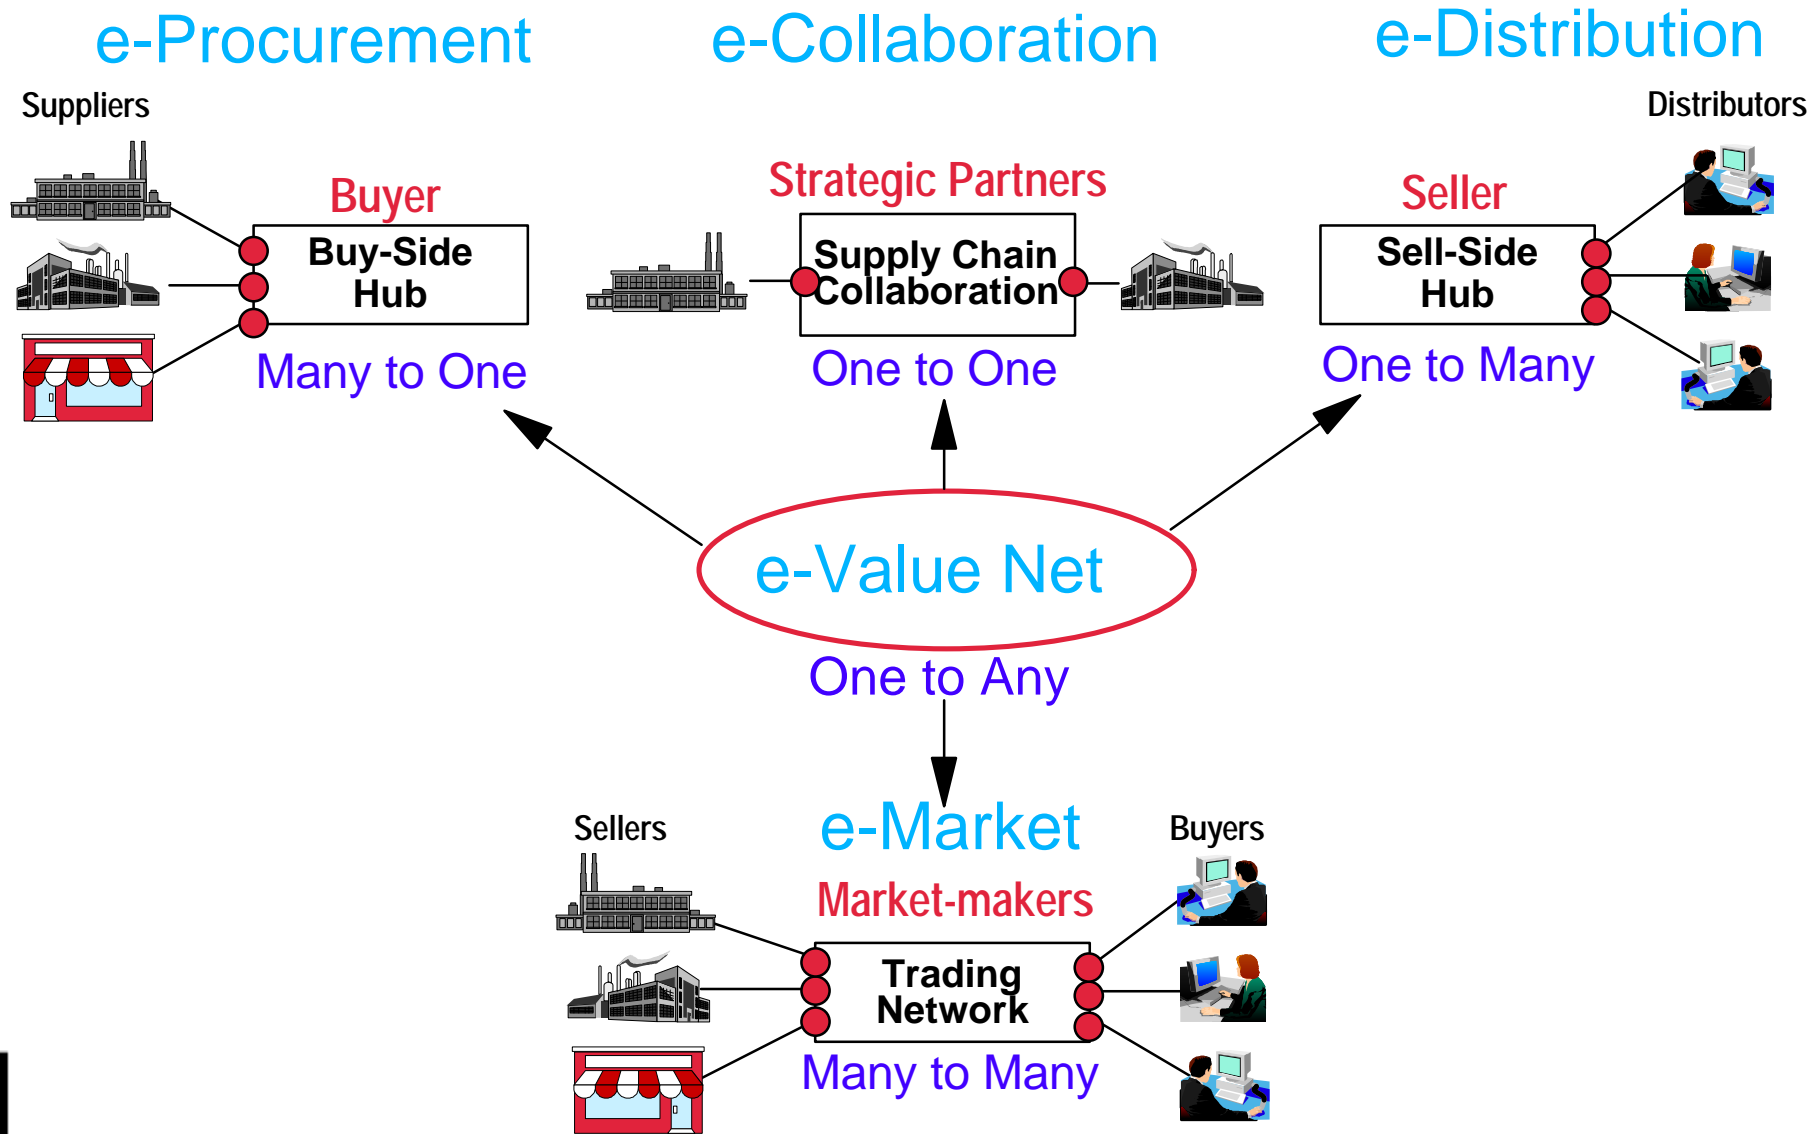 e-Procurement
e-Collaboration
e-Distribution
Suppliers
Distributors
Buyer
Strategic Partners
Seller
Buy-Side
Hub
Supply Chain
Collaboration
Sell-Side
Hub
Many to One
One to One
One to Many
e-Value Net
One to Any
e-Market
Sellers
Buyers
Market-makers
Trading
Network
Many to Many